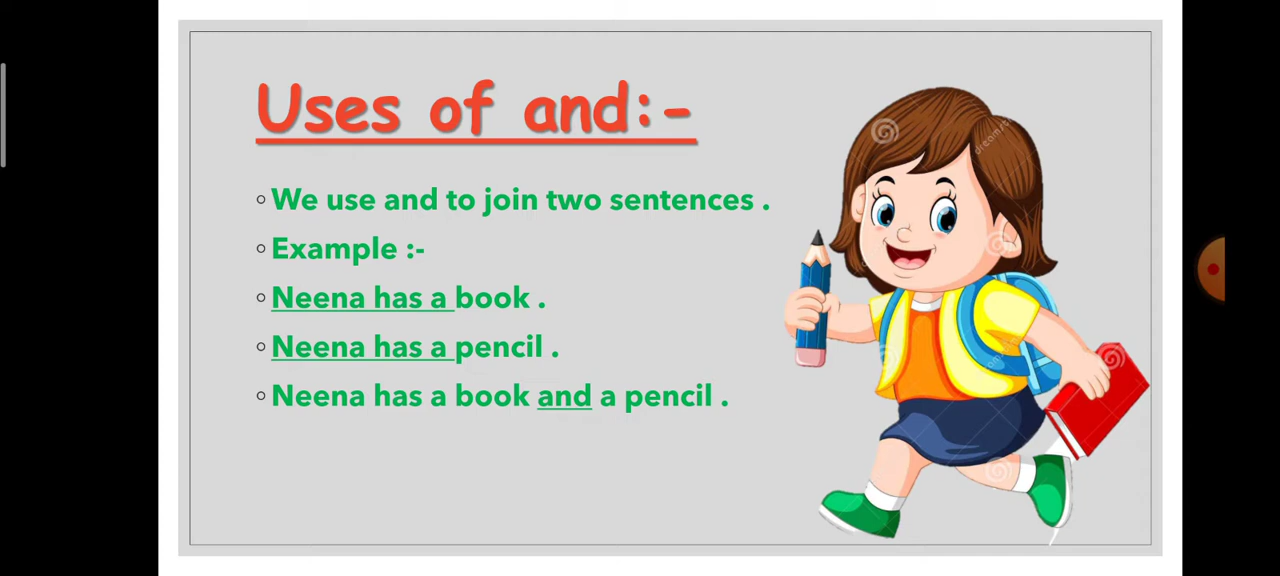 Uses of and:-
We use and to join two sentences .
Example :-
Neena has a book .
Neena has a pencil .
Neena has a book and a pencil .